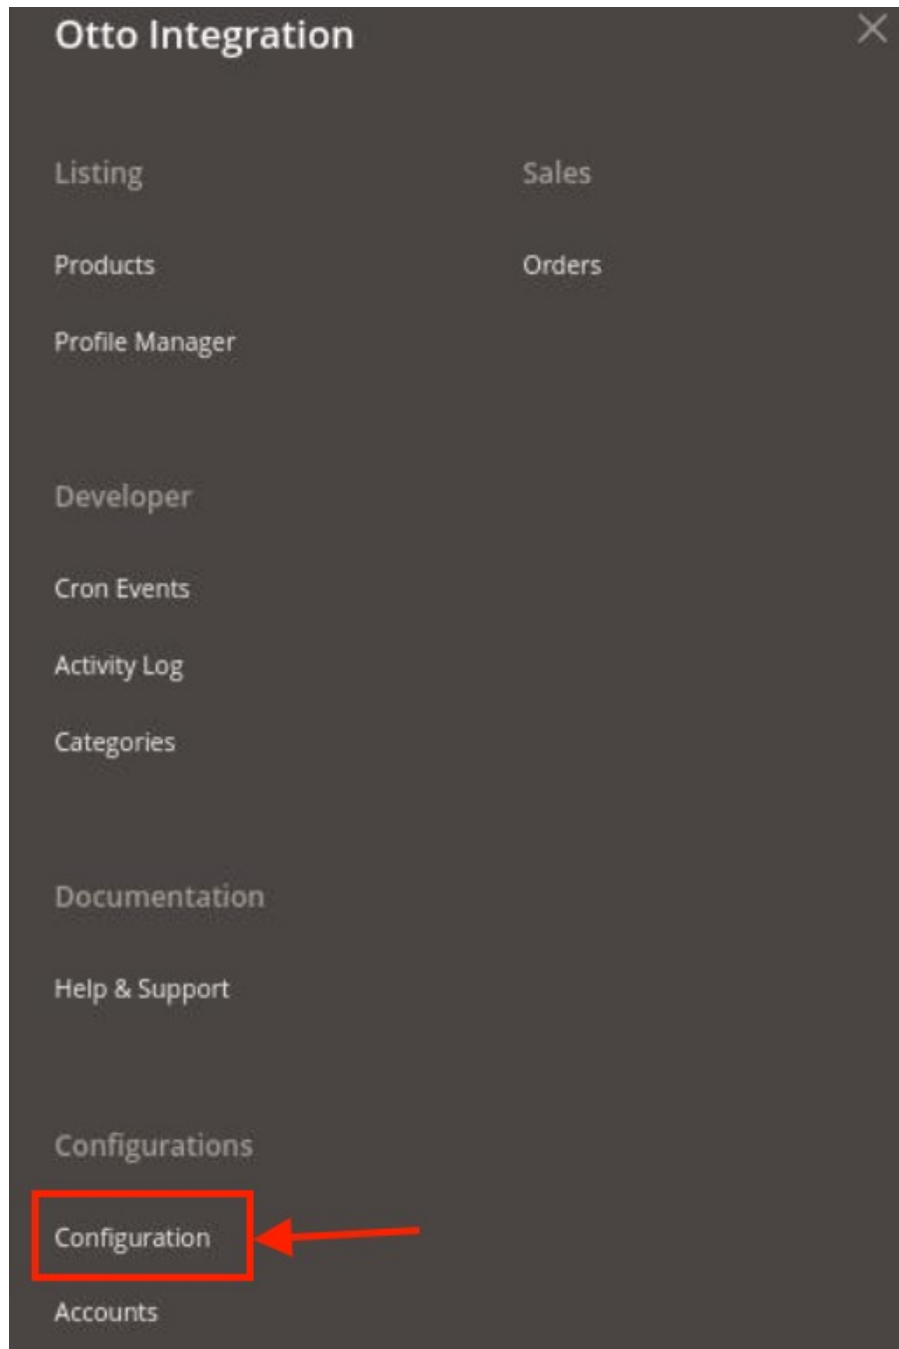 Otto Integration
Listing
Products
Profile Manager
Sales
Orders
Developer
Cron Events
Activity Log
Categories
Documentation
Help & Support
Configurations
Configuration
Accounts